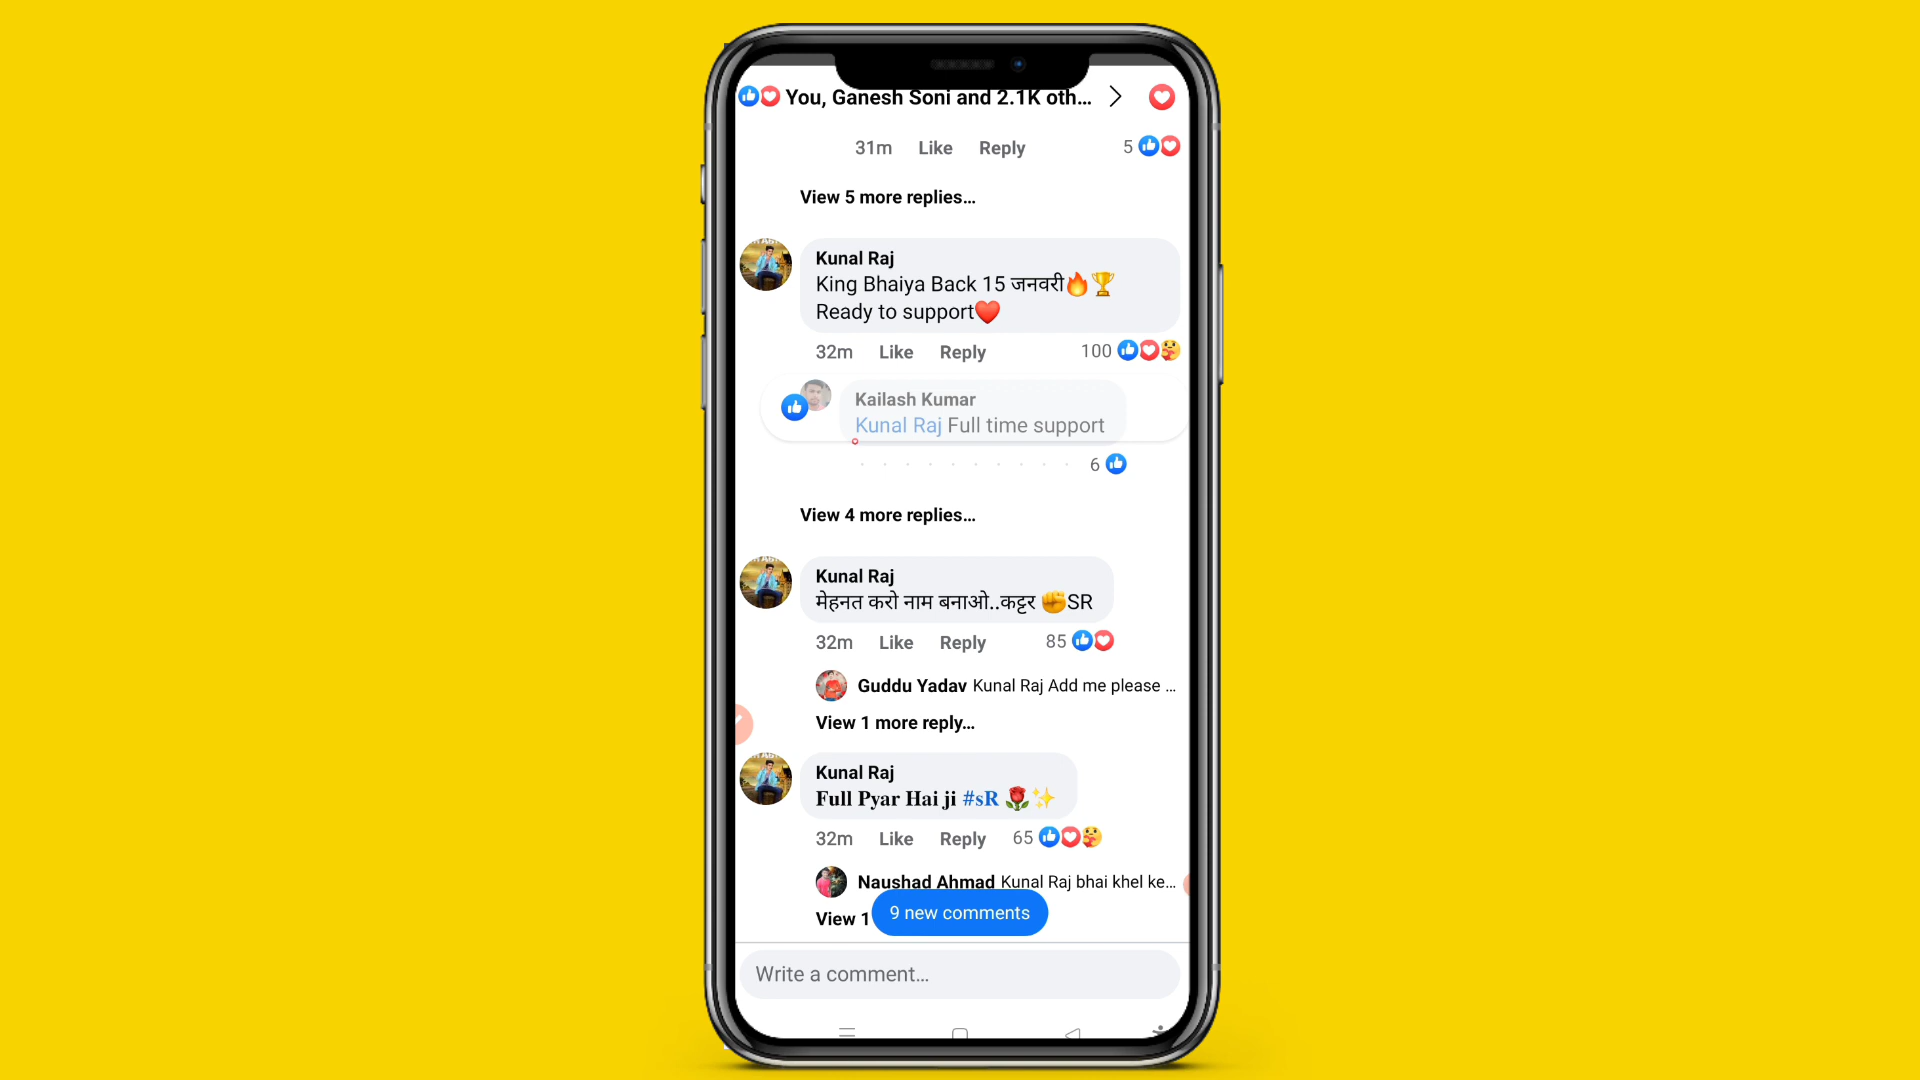 You, Ganesh Soni and 2.1K oth...
31m Like Reply 5
View 5 more replies...
Kunal Raj
King Bhaiya Back 15 जनवरी🔥🏆
Ready to support❤️
32m Like Reply 100
Kailash Kumar
Kunal Raj Full time support
6
View 4 more replies...
Kunal Raj
मेहनत करो नाम बनाओ..कट्टर ✊SR
32m Like Reply 85
Guddu Yadav Kunal Raj Add me please ...
View 1 more reply...
Kunal Raj
Full Pyar Hai ji #sR 🌹✨
32m Like Reply 65
Naushad Ahmad Kunal Raj bhai khel ke...
View 1
9 new comments
Write a comment...